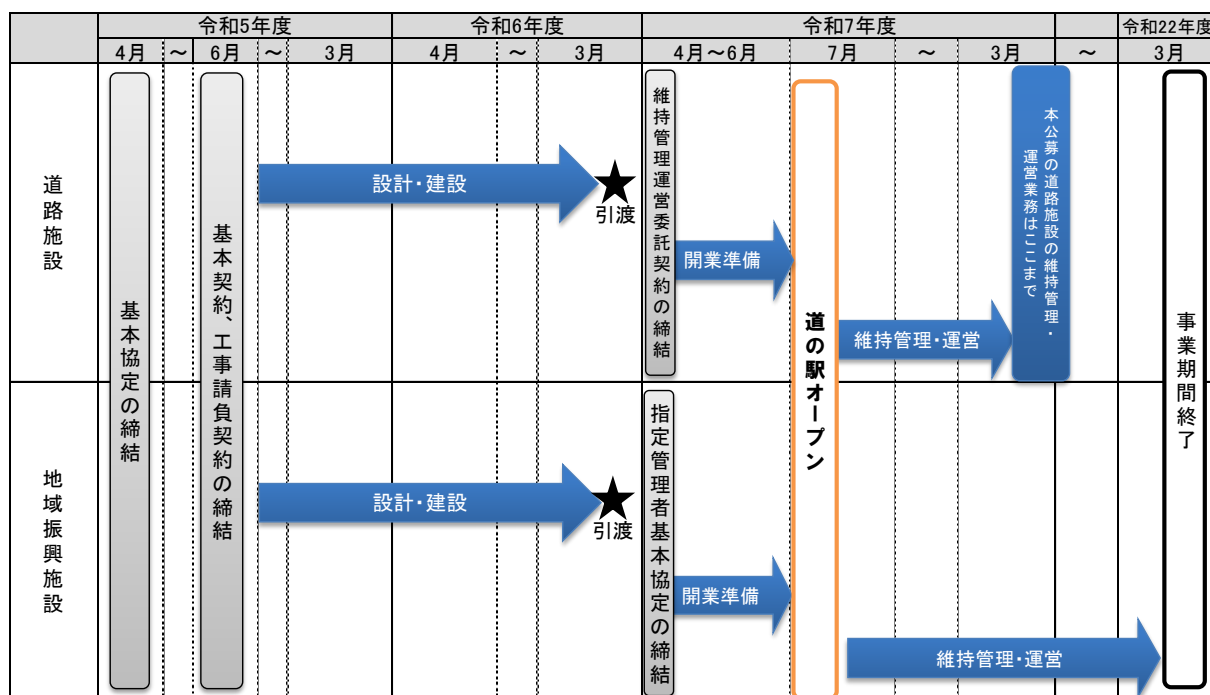 令和5年度 令和6年度 令和7年度 令和22年度
4月 ～ 6月 ～ 3月 4月 ～ 3月 4月～6月 7月 ～ 3月 ～ 3月
道路施設
基本協定の締結
基本契約、工事請負契約の締結
設計・建設
★
引渡
維持管理運営委託契約の締結
開業準備
道の駅オープン
維持管理・運営
本公募の道路施設の維持管理・
運営業務はここまで
事業期間終了
地域振興施設
設計・建設
★
引渡
指定管理者基本協定の締結
開業準備
維持管理・運営